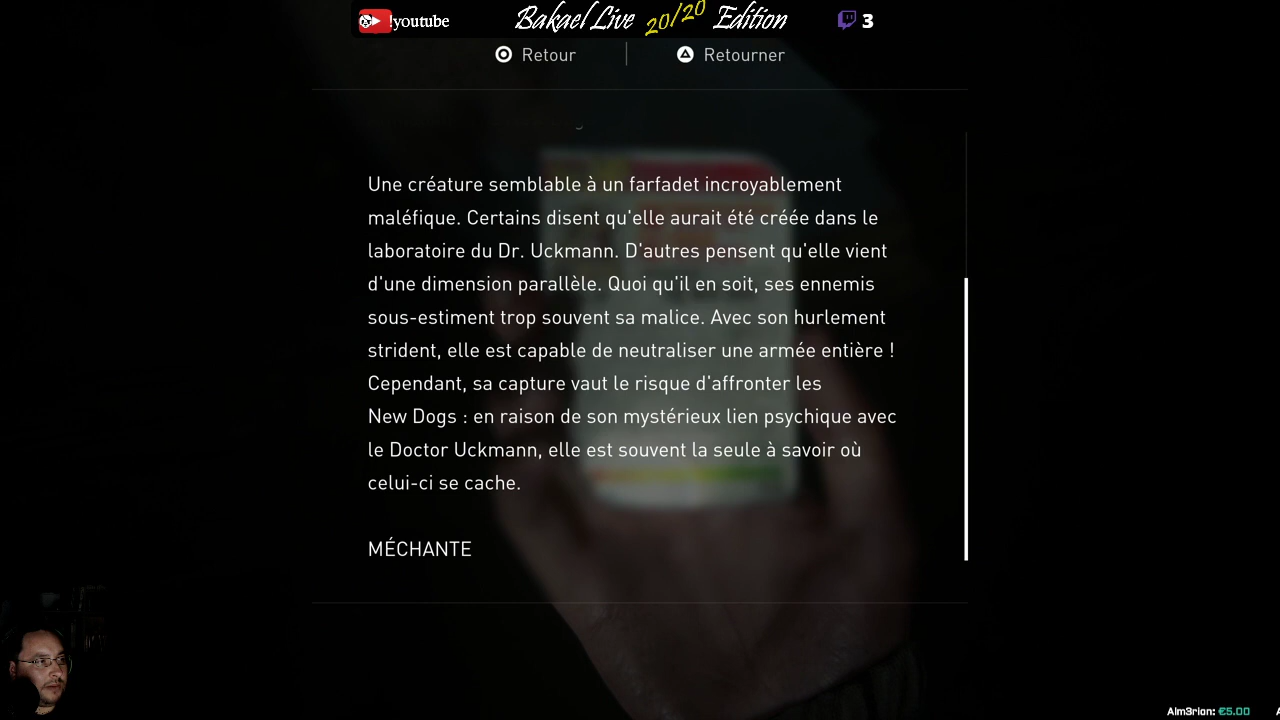 !youtube
Bakael Live 20/20 Edition
3
Retour
Retourner
Une créature semblable à un farfadet incroyablement
maléfique. Certains disent qu'elle aurait été créée dans le
laboratoire du Dr. Uckmann. D'autres pensent qu'elle vient
d'une dimension parallèle. Quoi qu'il en soit, ses ennemis
sous-estiment trop souvent sa malice. Avec son hurlement
strident, elle est capable de neutraliser une armée entière !
Cependant, sa capture vaut le risque d'affronter les
New Dogs : en raison de son mystérieux lien psychique avec
le Doctor Uckmann, elle est souvent la seule à savoir où
celui-ci se cache.
MÉCHANTE
Alm3rion: €5.00